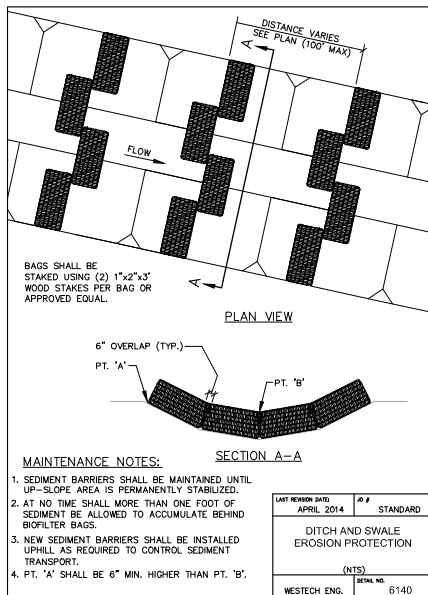 DISTANCE VARIES
SEE PLAN (100' MAX)
A
FLOW
A
BAGS SHALL BE
STAKED USING (2) 1"x2"x3'
WOOD STAKES PER BAG OR
APPROVED EQUAL.
PLAN VIEW
6" OVERLAP (TYP.)
PT. 'A'
PT. 'B'
SECTION A-A
MAINTENANCE NOTES:
1. SEDIMENT BARRIERS SHALL BE MAINTAINED UNTIL
UP-SLOPE AREA IS PERMANENTLY STABILIZED.
2. AT NO TIME SHALL MORE THAN ONE FOOT OF
SEDIMENT BE ALLOWED TO ACCUMULATE BEHIND
BIOFILTER BAGS.
3. NEW SEDIMENT BARRIERS SHALL BE INSTALLED
UPHILL AS REQUIRED TO CONTROL SEDIMENT
TRANSPORT.
4. PT. 'A' SHALL BE 6" MIN. HIGHER THAN PT. 'B'.
LAST REVISION DATE:
APRIL 2014
JO #
STANDARD
DITCH AND SWALE
EROSION PROTECTION
(NTS)
WESTECH ENG.
DETAIL NO.
6140